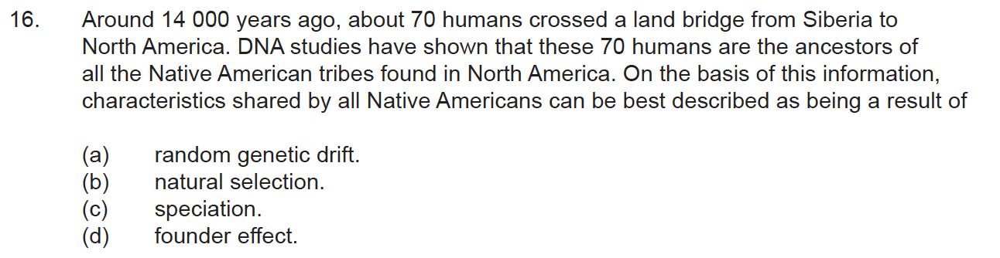 16. Around 14 000 years ago, about 70 humans crossed a land bridge from Siberia to
North America. DNA studies have shown that these 70 humans are the ancestors of
all the Native American tribes found in North America. On the basis of this information,
characteristics shared by all Native Americans can be best described as being a result of
(a) random genetic drift.
(b) natural selection.
(c) speciation.
(d) founder effect.